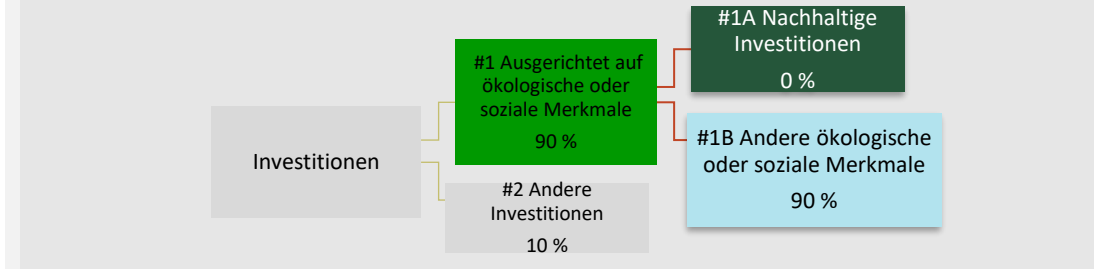 Investitionen
#1 Ausgerichtet auf
ökologische oder
soziale Merkmale
90 %
#2 Andere
Investitionen
10 %
#1A Nachhaltige
Investitionen
0 %
#1B Andere ökologische
oder soziale Merkmale
90 %